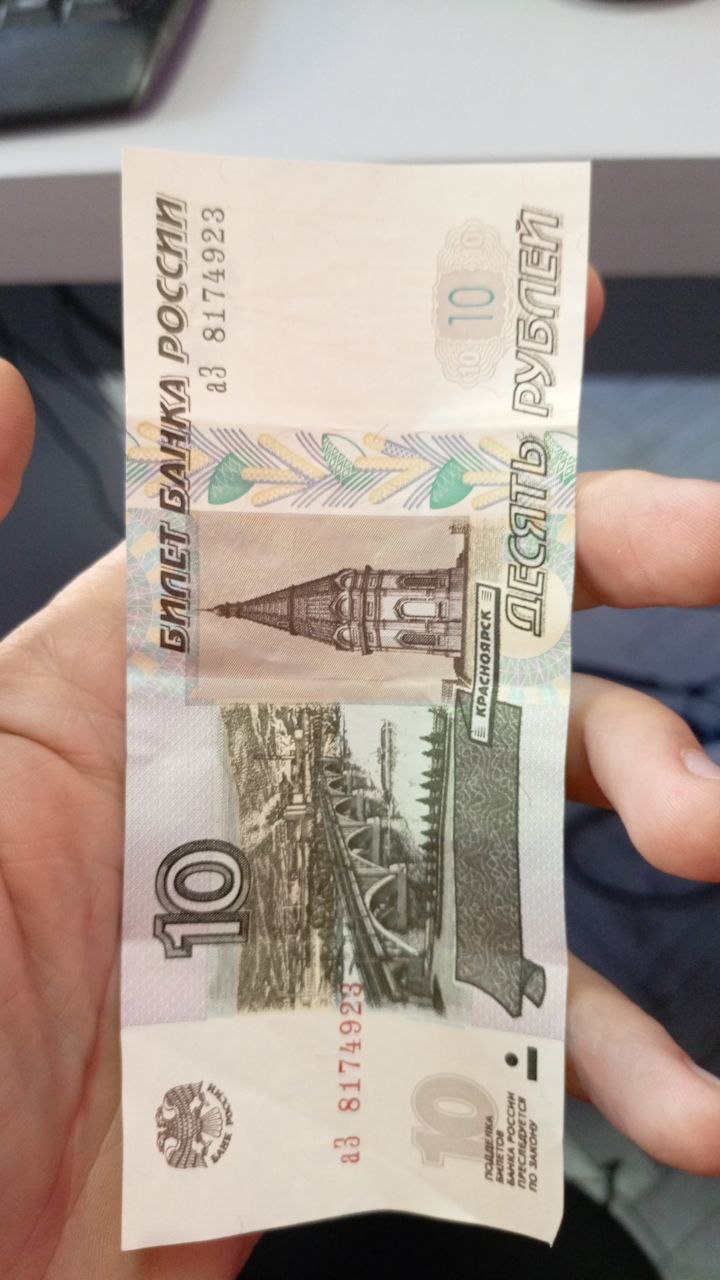 10
БИЛЕТ БАНКА РОССИИ
аЗ 8174923
БАНК РОССИИ
аЗ 8174923
10
ПОДДЕЛКА
БИЛЕТОВ
БАНКА РОССИИ
ПРЕСЛЕДУЕТСЯ
ПО ЗАКОНУ
КРАСНОЯРСК
10 10 10
ДЕСЯТЬ РУБЛЕЙ